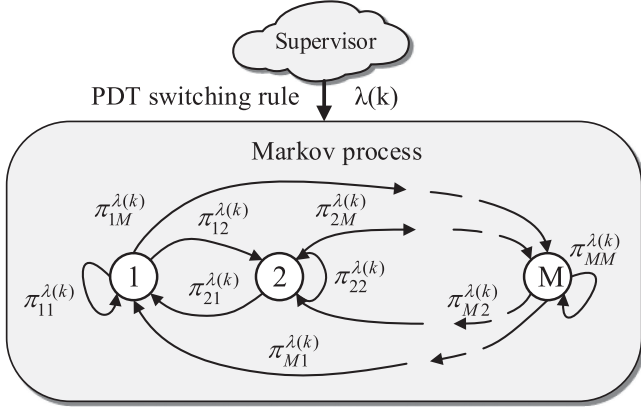 Supervisor
PDT switching rule λ(k)
Markov process
π_{1M}^{λ(k)}
π_{12}^{λ(k)}
π_{2M}^{λ(k)}
π_{MM}^{λ(k)}
1
2
M
π_{11}^{λ(k)}
π_{21}^{λ(k)}
π_{22}^{λ(k)}
π_{M2}^{λ(k)}
π_{M1}^{λ(k)}